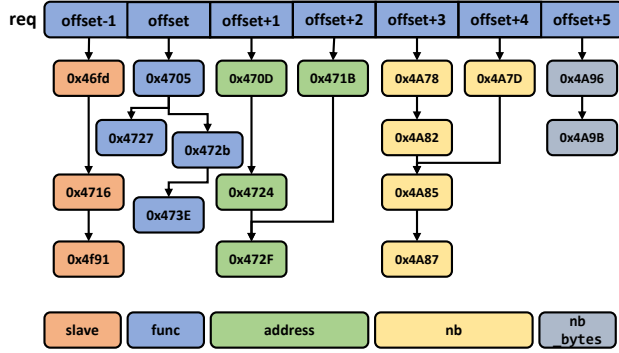 req offset-1 offset offset+1 offset+2 offset+3 offset+4 offset+5
0x46fd 0x4705 0x470D 0x471B 0x4A78 0x4A7D 0x4A96
0x4727 0x472b 0x4A82 0x4A9B
0x4716 0x473E 0x4724 0x4A85
0x4f91 0x472F 0x4A87
slave func address nb nb
_bytes